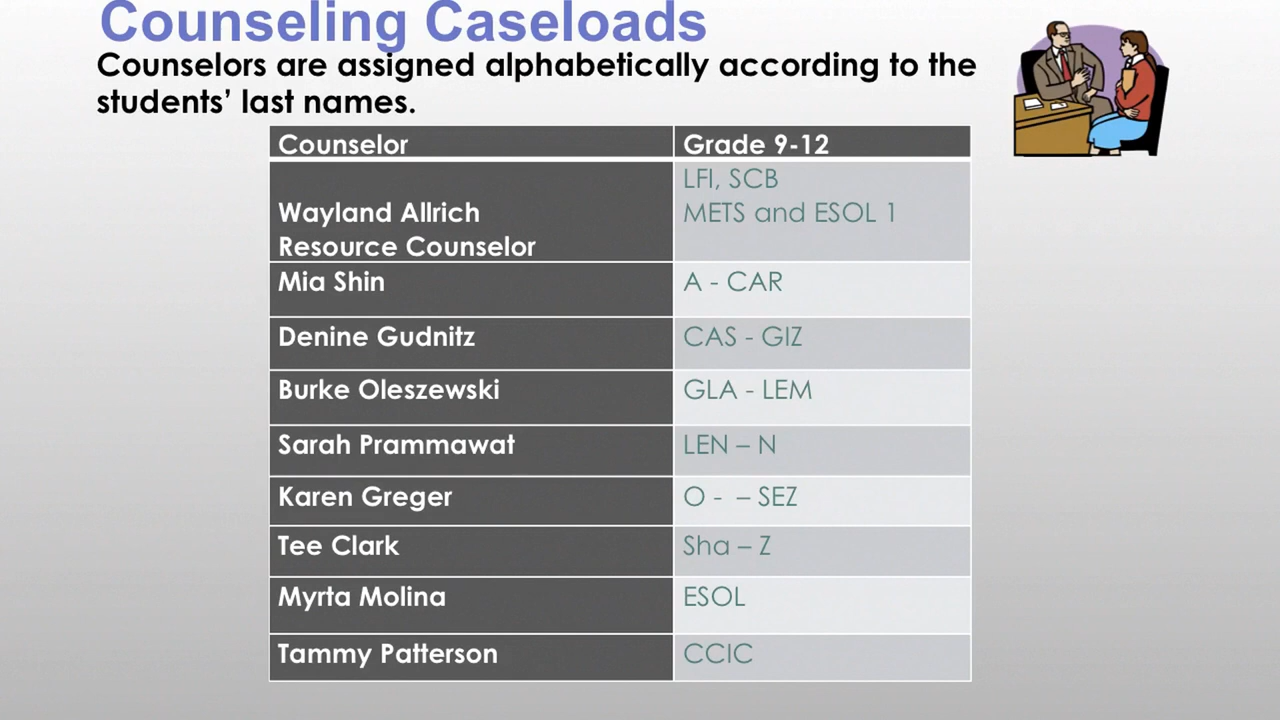 Counseling Caseloads
Counselors are assigned alphabetically according to the
students’ last names.
Counselor
Grade 9-12
Wayland Allrich
Resource Counselor
LFI, SCB
METS and ESOL 1
Mia Shin
A - CAR
Denine Gudnitz
CAS - GIZ
Burke Oleszewski
GLA - LEM
Sarah Prammawat
LEN – N
Karen Greger
O -  – SEZ
Tee Clark
Sha – Z
Myrta Molina
ESOL
Tammy Patterson
CCIC